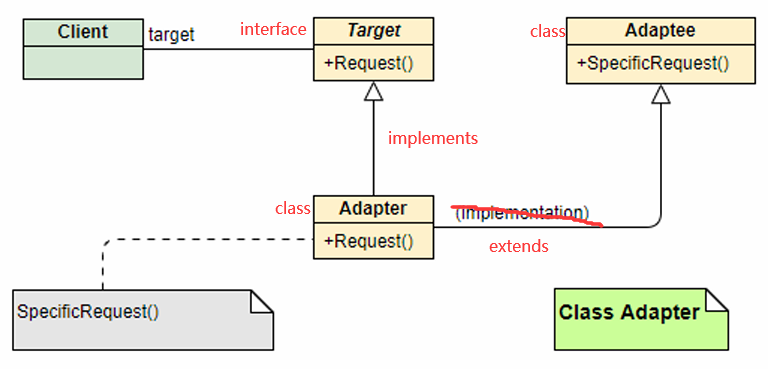 Client
target
interface
Target
+Request()
class
Adaptee
+SpecificRequest()
implements
class
Adapter
+Request()
(implementation)
extends
SpecificRequest()
Class Adapter